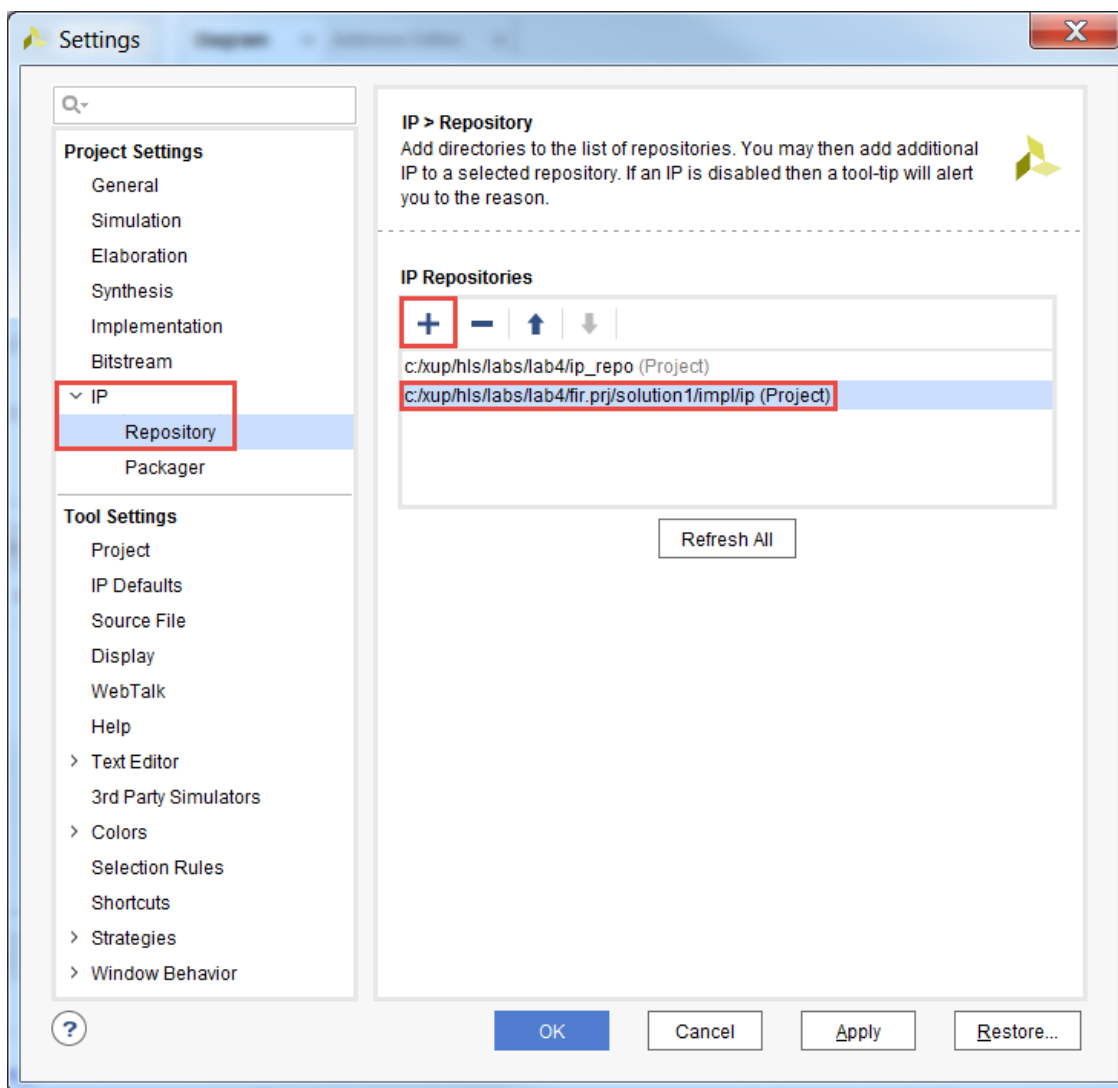 Settings
Diagram
Project Settings
General
Simulation
Elaboration
Synthesis
Implementation
Bitstream
IP
Repository
Packager
Tool Settings
Project
IP Defaults
Source File
Display
WebTalk
Help
Text Editor
3rd Party Simulators
Colors
Selection Rules
Shortcuts
Strategies
Window Behavior
IP > Repository
Add directories to the list of repositories. You may then add additional
IP to a selected repository. If an IP is disabled then a tool-tip will alert
you to the reason.
IP Repositories
c:/xup/hls/labs/lab4/ip_repo (Project)
c:/xup/hls/labs/lab4/fir.prj/solution1/impl/ip (Project)
Refresh All
?
OK
Cancel
Apply
Restore...